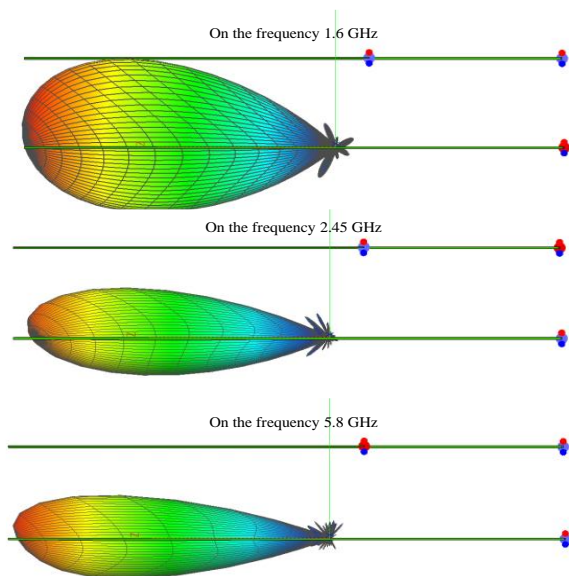 On the frequency 1.6 GHz
On the frequency 2.45 GHz
On the frequency 5.8 GHz